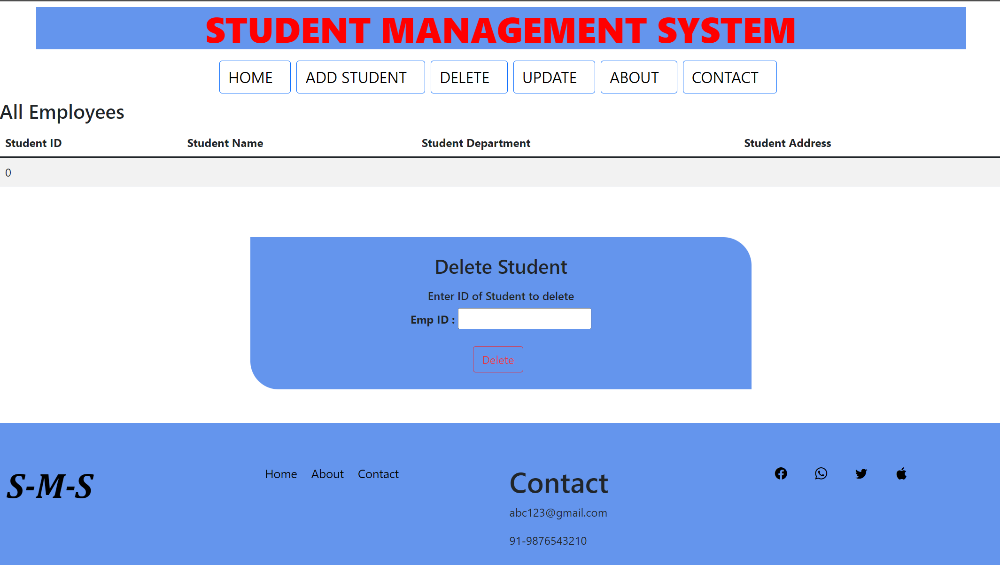 STUDENT MANAGEMENT SYSTEM
HOME ADD STUDENT DELETE UPDATE ABOUT CONTACT
All Employees
Student ID Student Name Student Department Student Address
0
Delete Student
Enter ID of Student to delete
Emp ID :
Delete
S-M-S
Home About Contact
Contact
abc123@gmail.com
91-9876543210